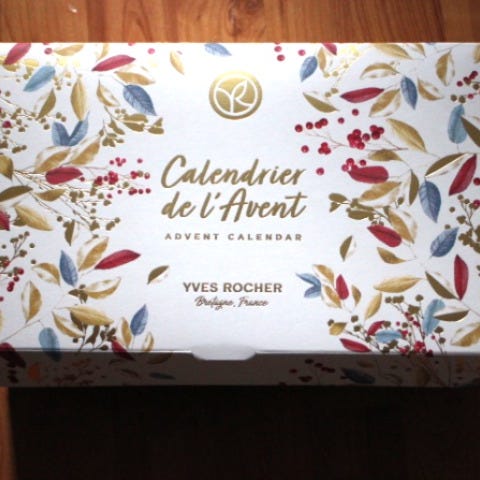 Calendrier
de l'Avent
ADVENT CALENDAR
YVES ROCHER
Bretagne, France